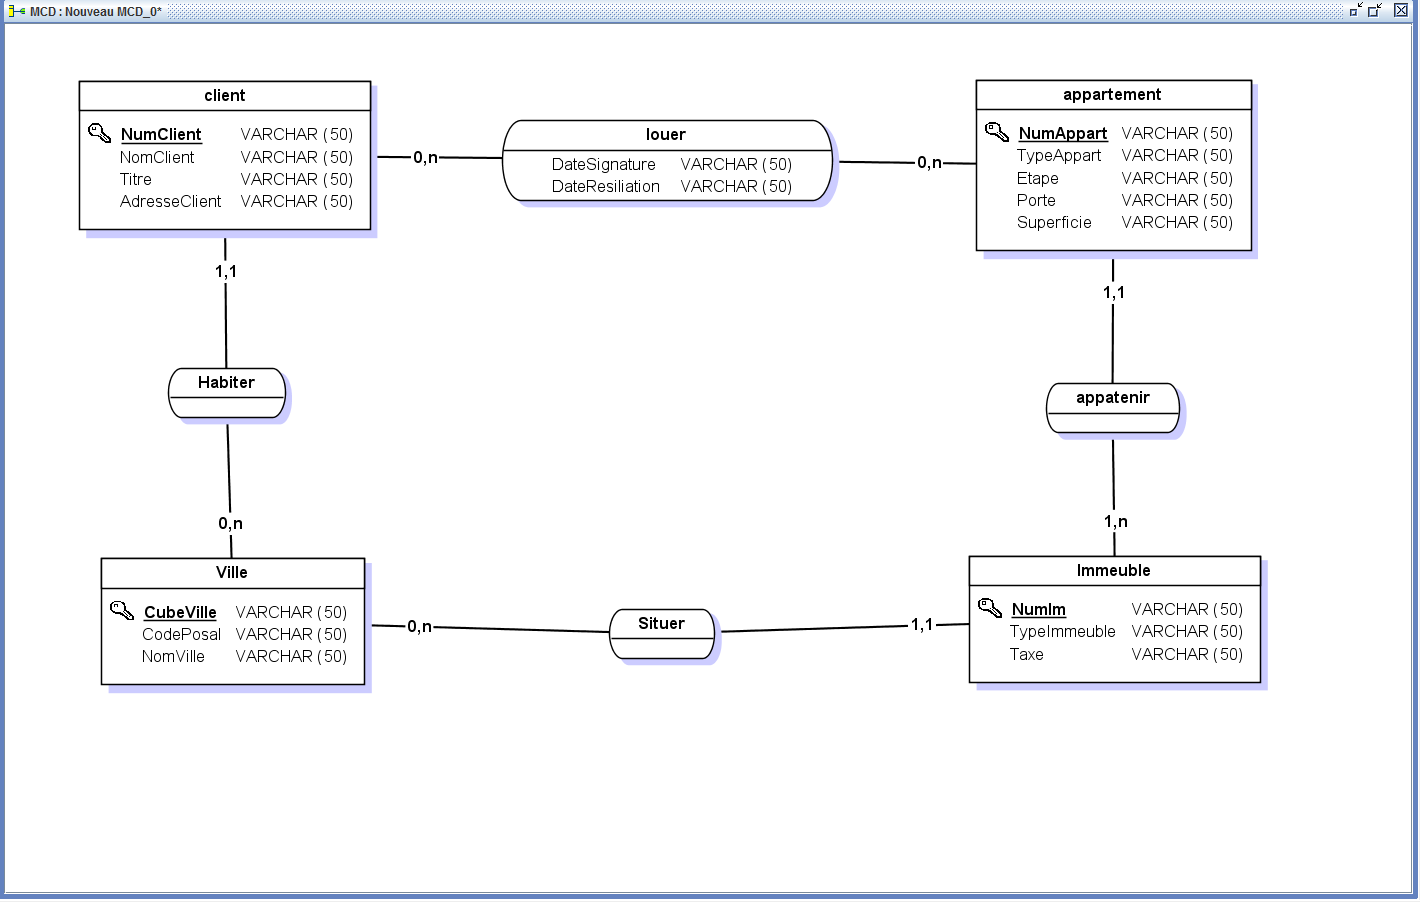 MCD : Nouveau MCD_0*
client
NumClient VARCHAR (50)
NomClient VARCHAR (50)
Titre VARCHAR (50)
AdresseClient VARCHAR (50)
0,n
louer
DateSignature VARCHAR (50)
DateResiliation VARCHAR (50)
0,n
appartement
NumAppart VARCHAR (50)
TypeAppart VARCHAR (50)
Etape VARCHAR (50)
Porte VARCHAR (50)
Superficie VARCHAR (50)
1,1
Habiter
0,n
1,1
appatenir
1,n
Ville
CubeVille VARCHAR (50)
CodePosal VARCHAR (50)
NomVille VARCHAR (50)
0,n
Situer
1,1
Immeuble
NumIm VARCHAR (50)
TypeImmeuble VARCHAR (50)
Taxe VARCHAR (50)